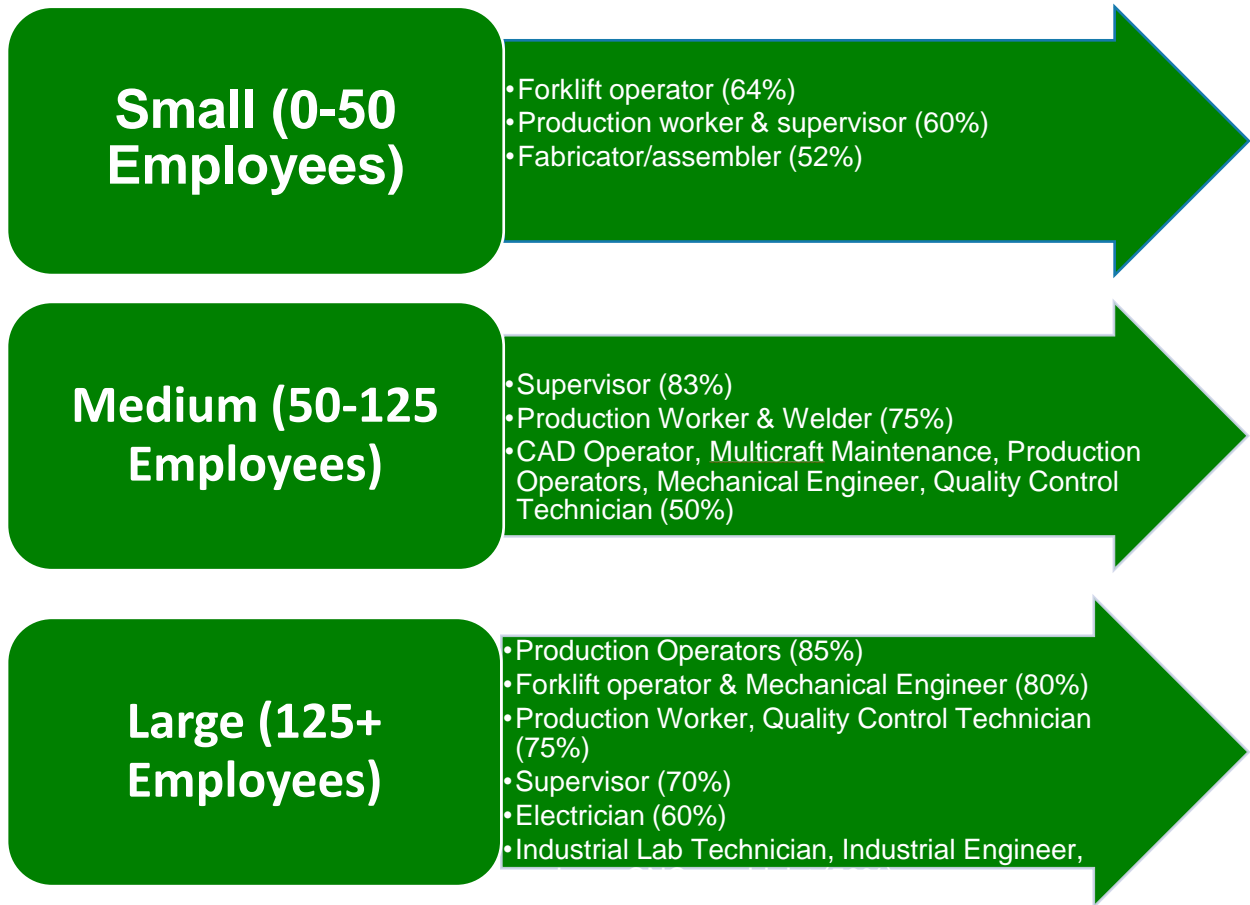 Small (0-50
Employees)
•Forklift operator (64%)
•Production worker & supervisor (60%)
•Fabricator/assembler (52%)
Medium (50-125
Employees)
•Supervisor (83%)
•Production Worker & Welder (75%)
•CAD Operator, Multicraft Maintenance, Production
Operators, Mechanical Engineer, Quality Control
Technician (50%)
Large (125+
Employees)
•Production Operators (85%)
•Forklift operator & Mechanical Engineer (80%)
•Production Worker, Quality Control Technician
(75%)
•Supervisor (70%)
•Electrician (60%)
•Industrial Lab Technician, Industrial Engineer,